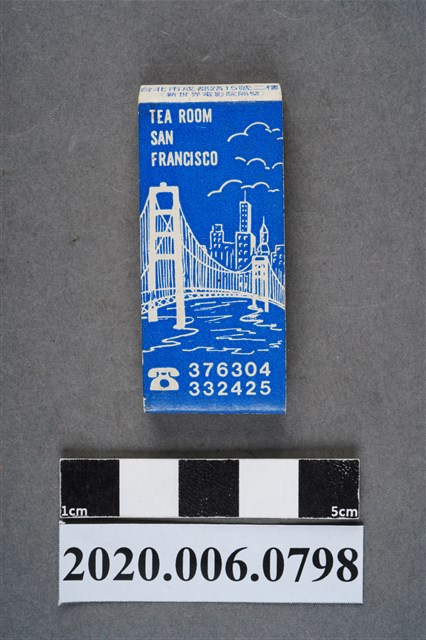 台北市成都路15號二樓
新世界電影院隔壁
TEA ROOM
SAN
FRANCISCO
376304
332425
1cm
5cm
2020.006.0798